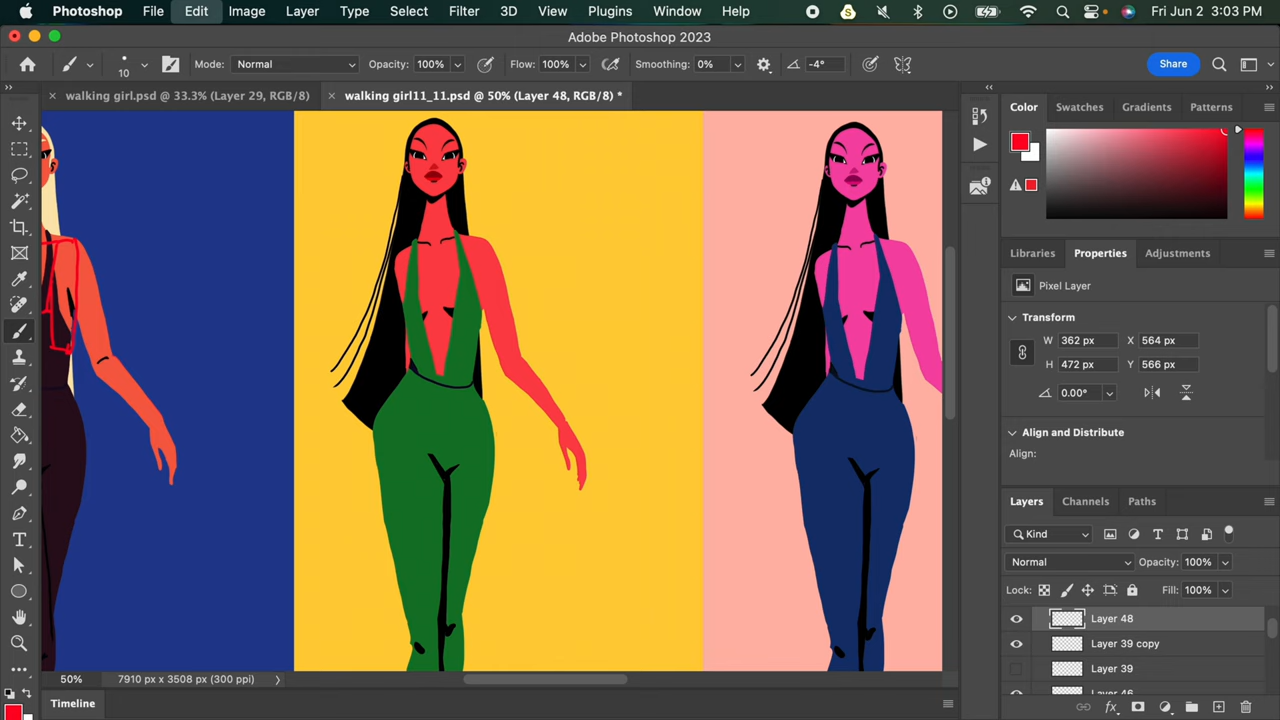 Photoshop Edit Image Layer Type Select Filter 3D View Plugins Window Help Fri Jun 2 3:03 PM
Adobe Photoshop 2023
10 Mode: Normal Opacity: 100% Flow: 100% Smoothing: 0% -4° Share
walking girl.psd @ 33.3% (Layer 29, RGB/8) walking girl11_11.psd @ 50% (Layer 48, RGB/8) *
Color Swatches Gradients Patterns
Libraries Properties Adjustments
Pixel Layer
Transform
W 362 px X 564 px
H 472 px Y 566 px
0.00°
Align and Distribute
Align:
Layers Channels Paths
Kind
Normal Opacity: 100%
Lock: Fill: 100%
Layer 48
Layer 39 copy
Layer 39
Layer 46
50% 7910 px x 3508 px (300 ppi)
Timeline